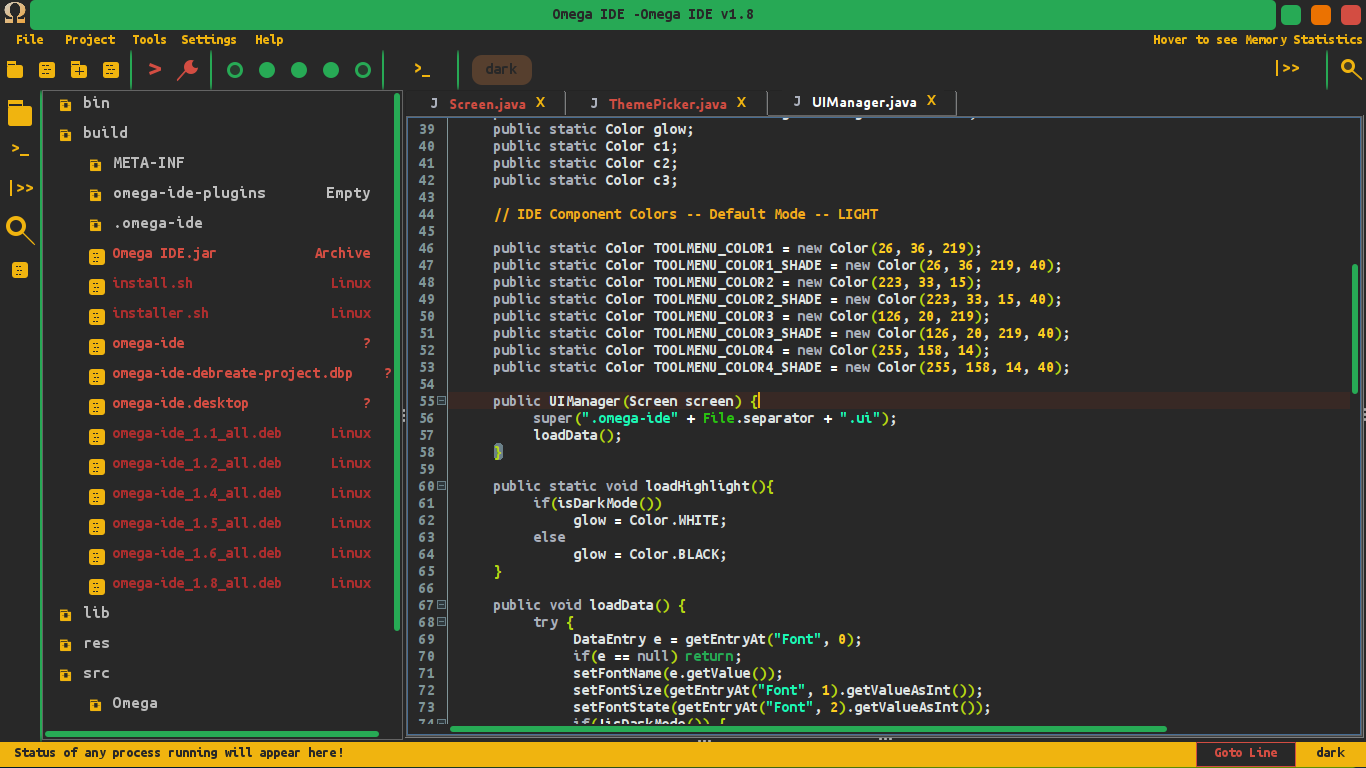 Omega IDE -Omega IDE v1.8
File Project Tools Settings Help
Hover to see Memory Statistics
> >_ dark |>>
bin
build
META-INF
omega-ide-plugins Empty
.omega-ide
Omega IDE.jar Archive
install.sh Linux
installer.sh Linux
omega-ide ?
omega-ide-debreate-project.dbp ?
omega-ide.desktop ?
omega-ide_1.1_all.deb Linux
omega-ide_1.2_all.deb Linux
omega-ide_1.4_all.deb Linux
omega-ide_1.5_all.deb Linux
omega-ide_1.6_all.deb Linux
omega-ide_1.8_all.deb Linux
lib
res
src
Omega
>_
|>>
J Screen.java X J ThemePicker.java X J UIManager.java X
39 public static Color glow;
40 public static Color c1;
41 public static Color c2;
42 public static Color c3;
43
44 // IDE Component Colors -- Default Mode -- LIGHT
45
46 public static Color TOOLMENU_COLOR1 = new Color(26, 36, 219);
47 public static Color TOOLMENU_COLOR1_SHADE = new Color(26, 36, 219, 40);
48 public static Color TOOLMENU_COLOR2 = new Color(223, 33, 15);
49 public static Color TOOLMENU_COLOR2_SHADE = new Color(223, 33, 15, 40);
50 public static Color TOOLMENU_COLOR3 = new Color(126, 20, 219);
51 public static Color TOOLMENU_COLOR3_SHADE = new Color(126, 20, 219, 40);
52 public static Color TOOLMENU_COLOR4 = new Color(255, 158, 14);
53 public static Color TOOLMENU_COLOR4_SHADE = new Color(255, 158, 14, 40);
54
55 public UIManager(Screen screen) {
56 super(".omega-ide" + File.separator + ".ui");
57 loadData();
58 }
59
60 public static void loadHighlight(){
61 if(isDarkMode())
62 glow = Color.WHITE;
63 else
64 glow = Color.BLACK;
65 }
66
67 public void loadData() {
68 try {
69 DataEntry e = getEntryAt("Font", 0);
70 if(e == null) return;
71 setFontName(e.getValue());
72 setFontSize(getEntryAt("Font", 1).getValueAsInt());
73 setFontState(getEntryAt("Font", 2).getValueAsInt());
74 if(!isDarkMode()) {
Status of any process running will appear here!
Goto Line
dark